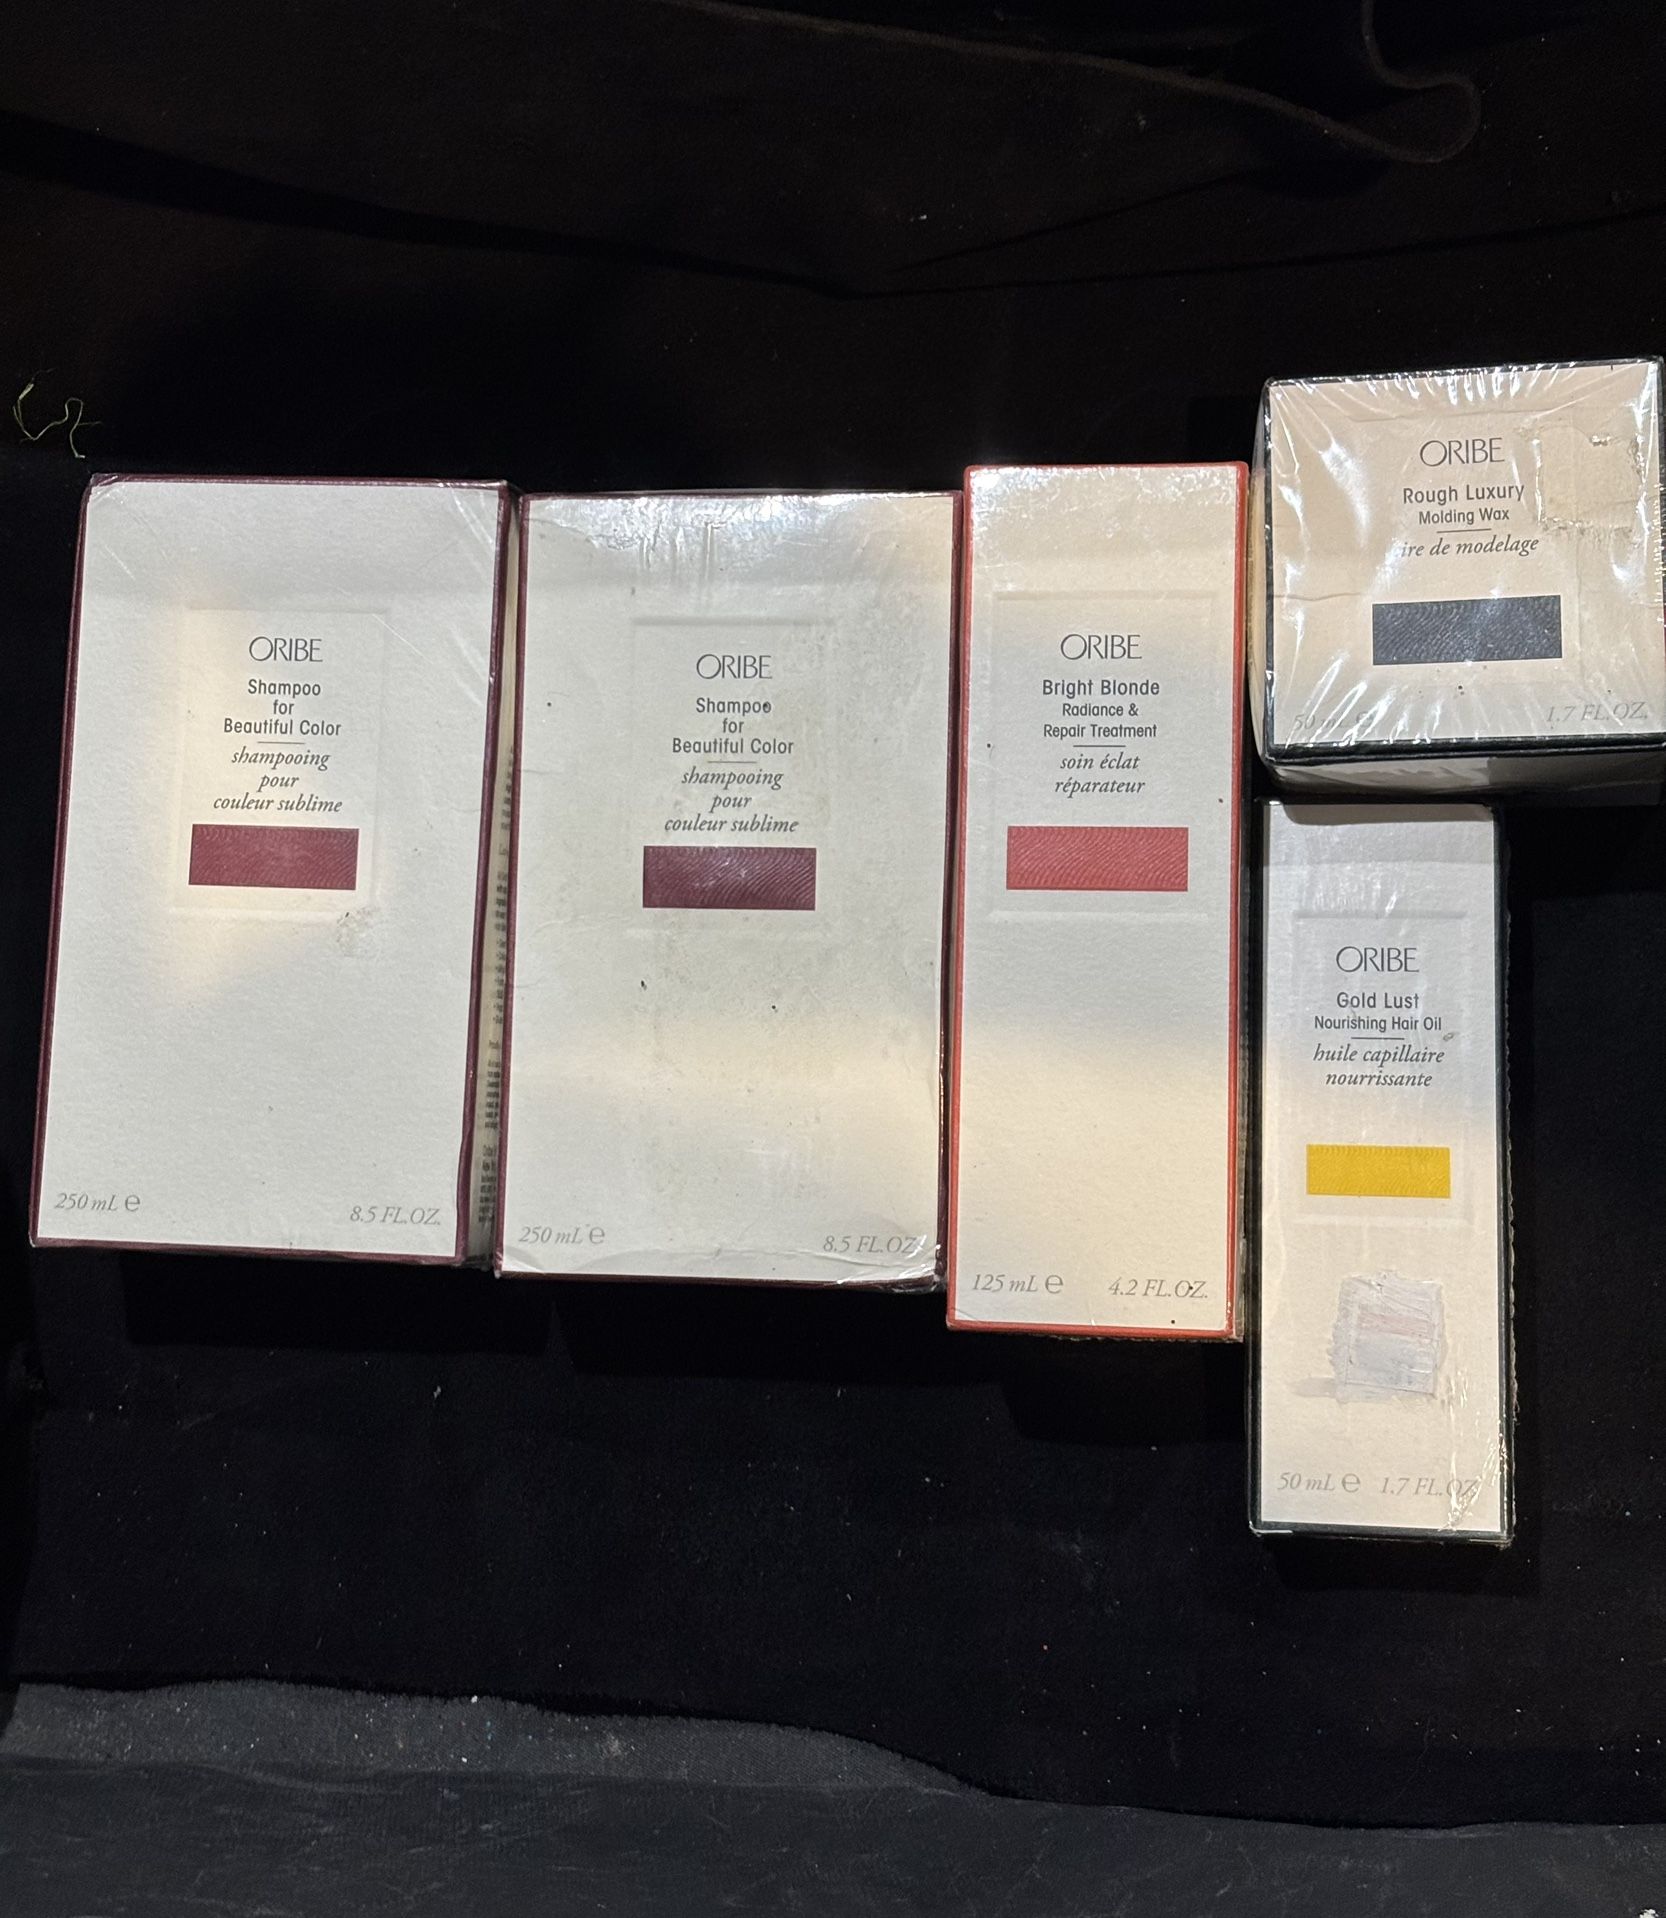 ORIBE
Shampoo
for
Beautiful Color
shampooing
pour
couleur sublime
250 mL e
8.5 FL.OZ.
ORIBE
Shampoo
for
Beautiful Color
shampooing
pour
couleur sublime
250 mL e
8.5 FL.OZ.
ORIBE
Bright Blonde
Radiance &
Repair Treatment
soin éclat
réparateur
125 mL e
4.2 FL.OZ.
ORIBE
Rough Luxury
Molding Wax
ire de modelage
50 mL e
1.7 FL.OZ.
ORIBE
Gold Lust
Nourishing Hair Oil
huile capillaire
nourrissante
50 mL e
1.7 FL.OZ.